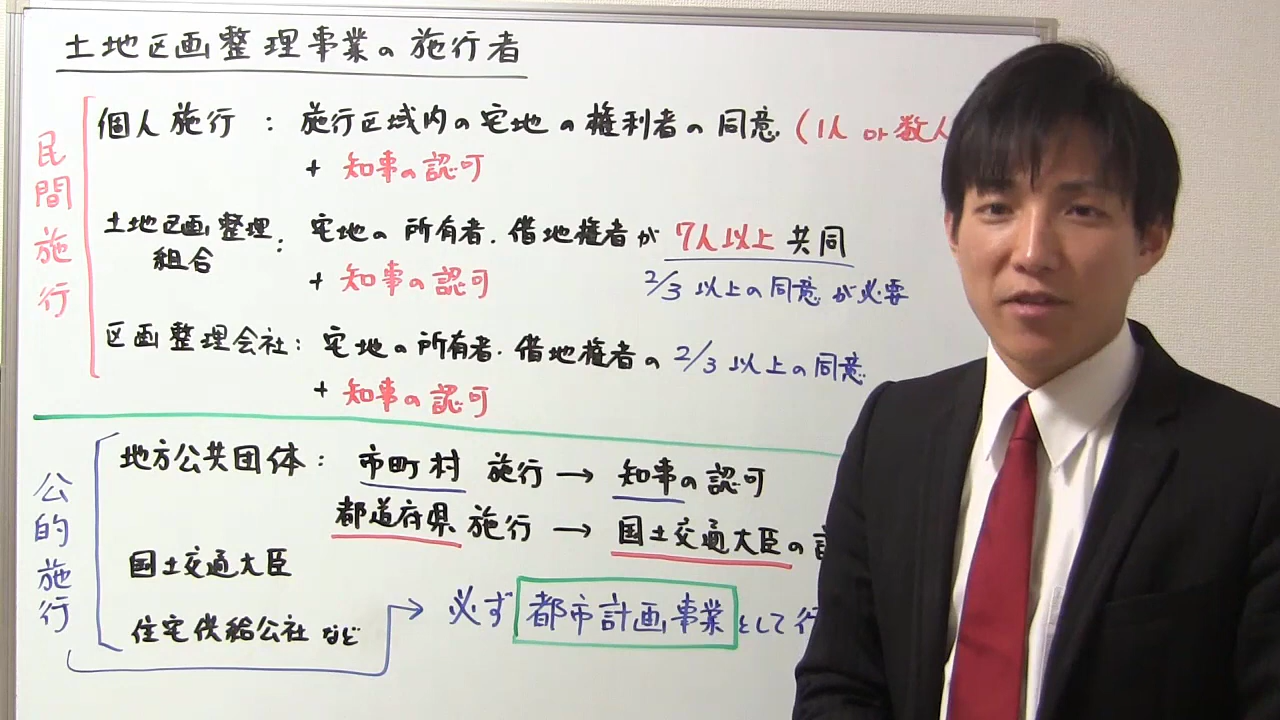 土地区画整理事業の施行者
民間施行
個人施行 : 施行区域内の宅地の権利者の同意 (1人 or 数人
+ 知事の認可
土地区画整理組合 : 宅地の所有者・借地権者が 7人以上 共同
+ 知事の認可
2/3 以上の同意が必要
区画整理会社 : 宅地の所有者・借地権者の 2/3 以上の同意
+ 知事の認可
公的施行
地方公共団体 : 市町村 施行 → 知事の認可
都道府県 施行 → 国土交通大臣の
国土交通大臣
住宅供給公社 など
→ 必ず 都市計画事業 として行